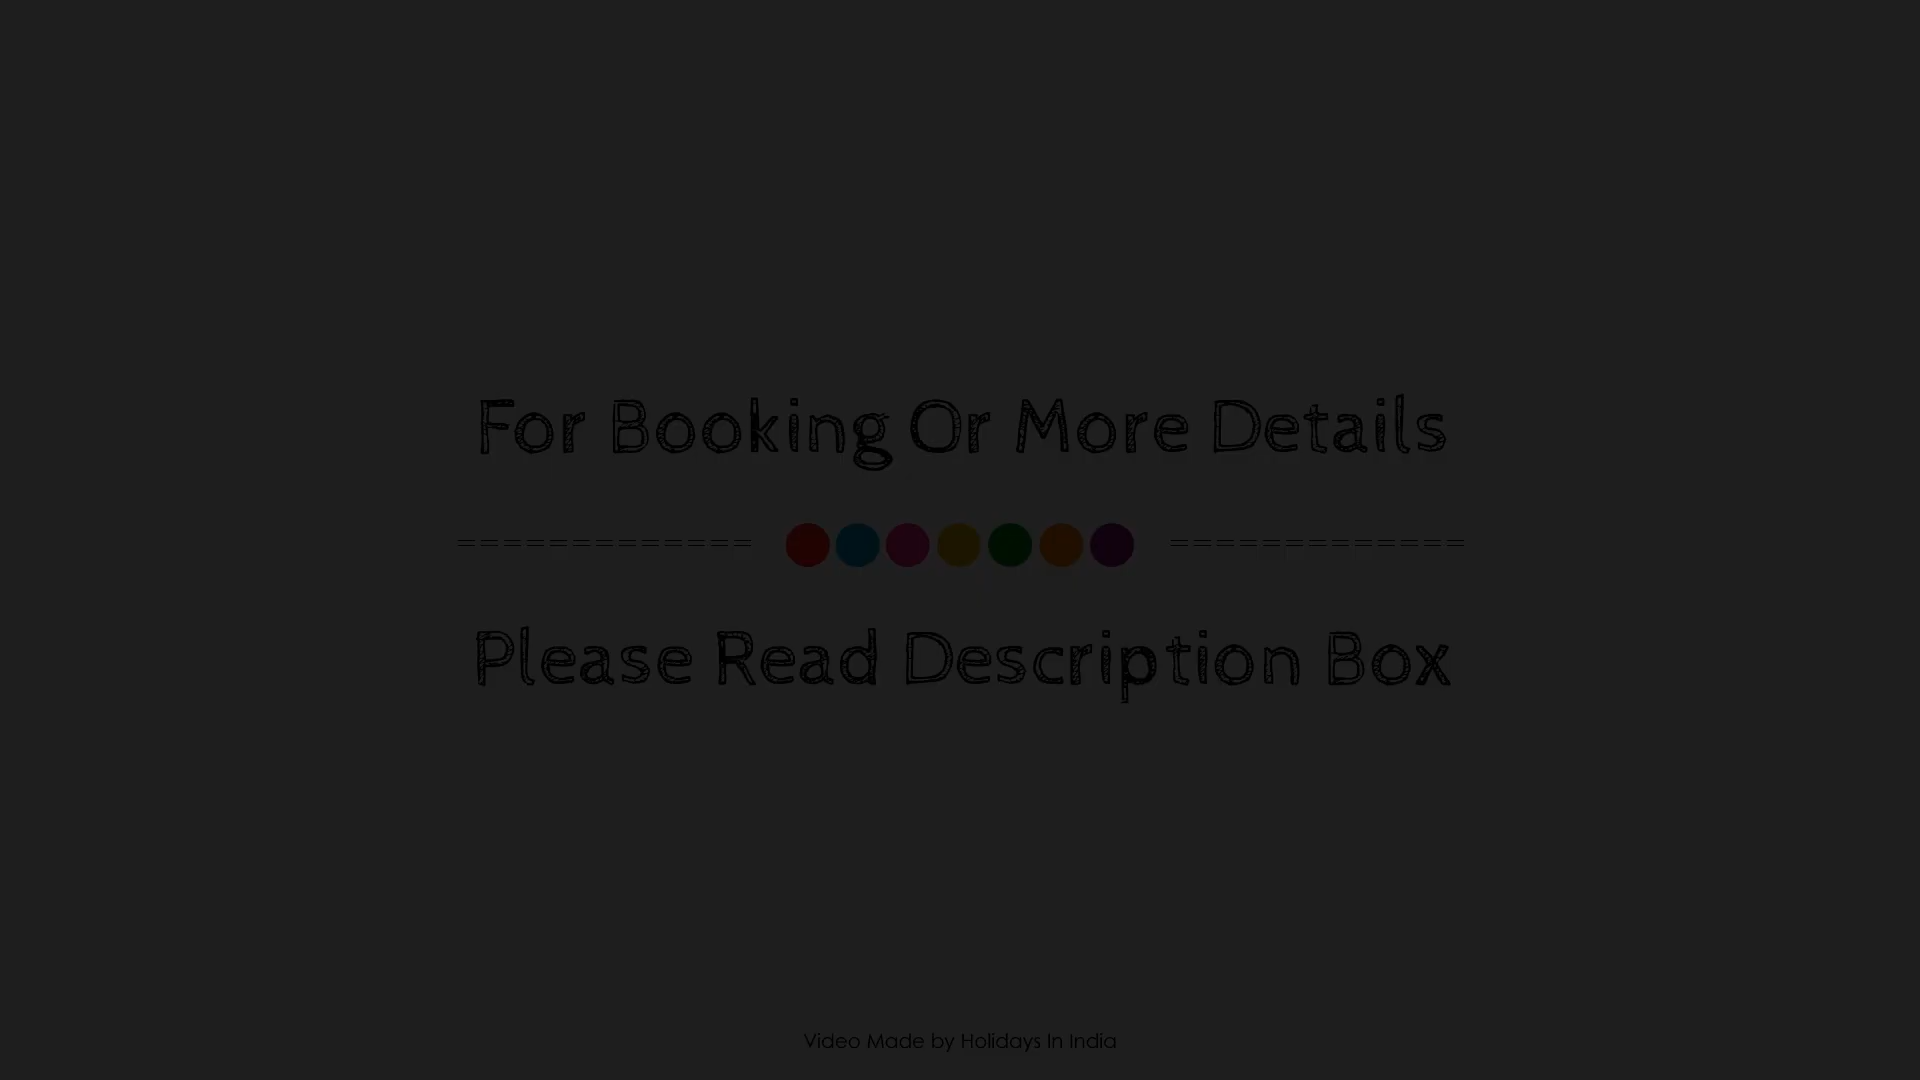 For Booking Or More Details
============= =============
Please Read Description Box
Video Made by Holidays In India